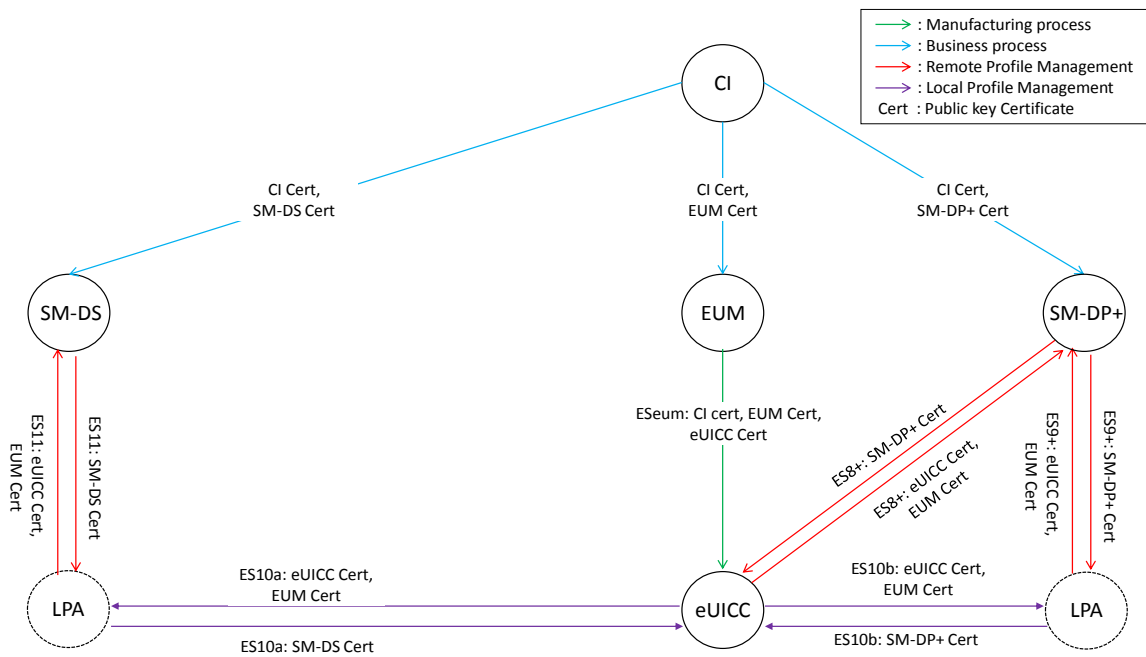 : Manufacturing process
: Business process
: Remote Profile Management
: Local Profile Management
Cert : Public key Certificate
CI
CI Cert,
SM-DS Cert
CI Cert,
EUM Cert
CI Cert,
SM-DP+ Cert
SM-DS
EUM
SM-DP+
ESeum: CI cert, EUM Cert,
eUICC Cert
ES11: eUICC Cert,
EUM Cert
ES11: SM-DS Cert
ES8+: SM-DP+ Cert
ES8+: eUICC Cert,
EUM Cert
ES9+: eUICC Cert,
EUM Cert
ES9+: SM-DP+ Cert
LPA
ES10a: eUICC Cert,
EUM Cert
ES10a: SM-DS Cert
eUICC
ES10b: eUICC Cert,
EUM Cert
ES10b: SM-DP+ Cert
LPA